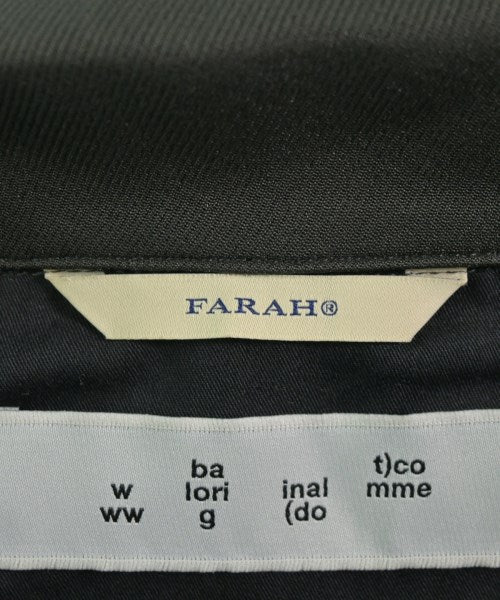 FARAH®
ba t)co
w lori inal mme
ww g (do